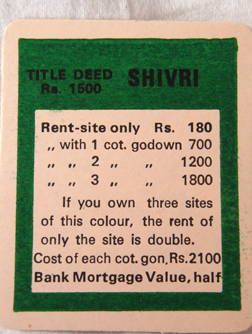 TITLE DEED SHIVRI
Rs. 1500
Rent-site only Rs. 180
,, with 1 cot. godown 700
,, ,, 2 ,, ,, 1200
,, ,, 3 ,, ,, 1800
If you own three sites
of this colour, the rent of
only the site is double.
Cost of each cot. gon. Rs.2100
Bank Mortgage Value, half